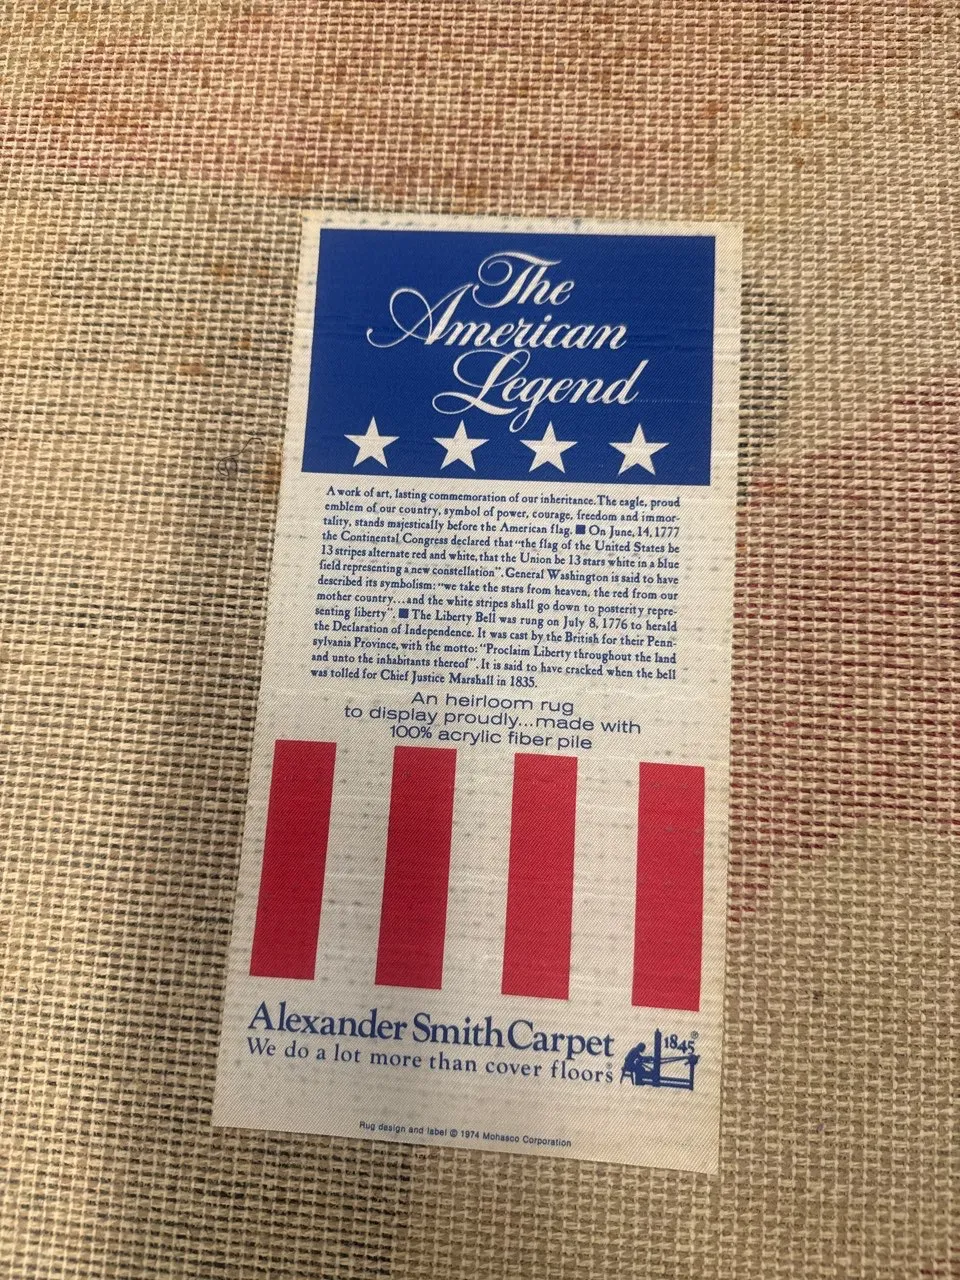 The
American
Legend
A work of art, lasting commemoration of our inheritance. The eagle, proud
emblem of our country, symbol of power, courage, freedom and immor-
tality, stands majestically before the American flag. ■ On June, 14, 1777
the Continental Congress declared that "the flag of the United States be
13 stripes alternate red and white, that the Union be 13 stars white in a blue
field representing a new constellation". General Washington is said to have
described its symbolism: "we take the stars from heaven, the red from our
mother country...and the white stripes shall go down to posterity repre-
senting liberty". ■ The Liberty Bell was rung on July 8, 1776 to herald
the Declaration of Independence. It was cast by the British for their Penn-
sylvania Province, with the motto: "Proclaim Liberty throughout the land
and unto the inhabitants thereof". It is said to have cracked when the bell
was tolled for Chief Justice Marshall in 1835.
An heirloom rug
to display proudly...made with
100% acrylic fiber pile
Alexander Smith Carpet
1845®
We do a lot more than cover floors®
Rug design and label © 1974 Mohasco Corporation